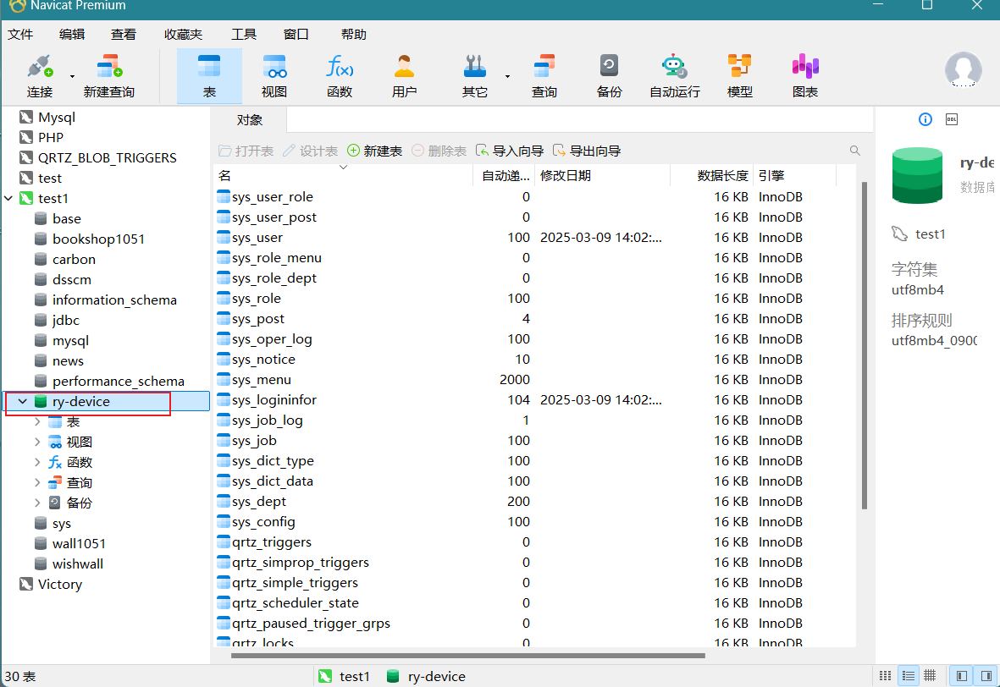 Navicat Premium
文件 编辑 查看 收藏夹 工具 窗口 帮助
连接 新建查询 表 视图 函数 用户 其它 查询 备份 自动运行 模型 图表
Mysql
PHP
QRTZ_BLOB_TRIGGERS
test
test1
base
bookshop1051
carbon
dsscm
information_schema
jdbc
mysql
news
performance_schema
ry-device
表
视图
函数
查询
备份
sys
wall1051
wishwall
Victory
对象
打开表 设计表 新建表 删除表 导入向导 导出向导
名 自动递... 修改日期 数据长度 引擎
sys_user_role 0 16 KB InnoDB
sys_user_post 0 16 KB InnoDB
sys_user 100 2025-03-09 14:02:... 16 KB InnoDB
sys_role_menu 0 16 KB InnoDB
sys_role_dept 0 16 KB InnoDB
sys_role 100 16 KB InnoDB
sys_post 4 16 KB InnoDB
sys_oper_log 100 16 KB InnoDB
sys_notice 10 16 KB InnoDB
sys_menu 2000 16 KB InnoDB
sys_logininfor 104 2025-03-09 14:02:... 16 KB InnoDB
sys_job_log 1 16 KB InnoDB
sys_job 100 16 KB InnoDB
sys_dict_type 100 16 KB InnoDB
sys_dict_data 100 16 KB InnoDB
sys_dept 200 16 KB InnoDB
sys_config 100 16 KB InnoDB
qrtz_triggers 0 16 KB InnoDB
qrtz_simprop_triggers 0 16 KB InnoDB
qrtz_simple_triggers 0 16 KB InnoDB
qrtz_scheduler_state 0 16 KB InnoDB
qrtz_paused_trigger_grps 0 16 KB InnoDB
qrtz_locks 0 16 KB InnoDB
DDL
ry-de
数据库
test1
字符集
utf8mb4
排序规则
utf8mb4_090
30 表 test1 ry-device